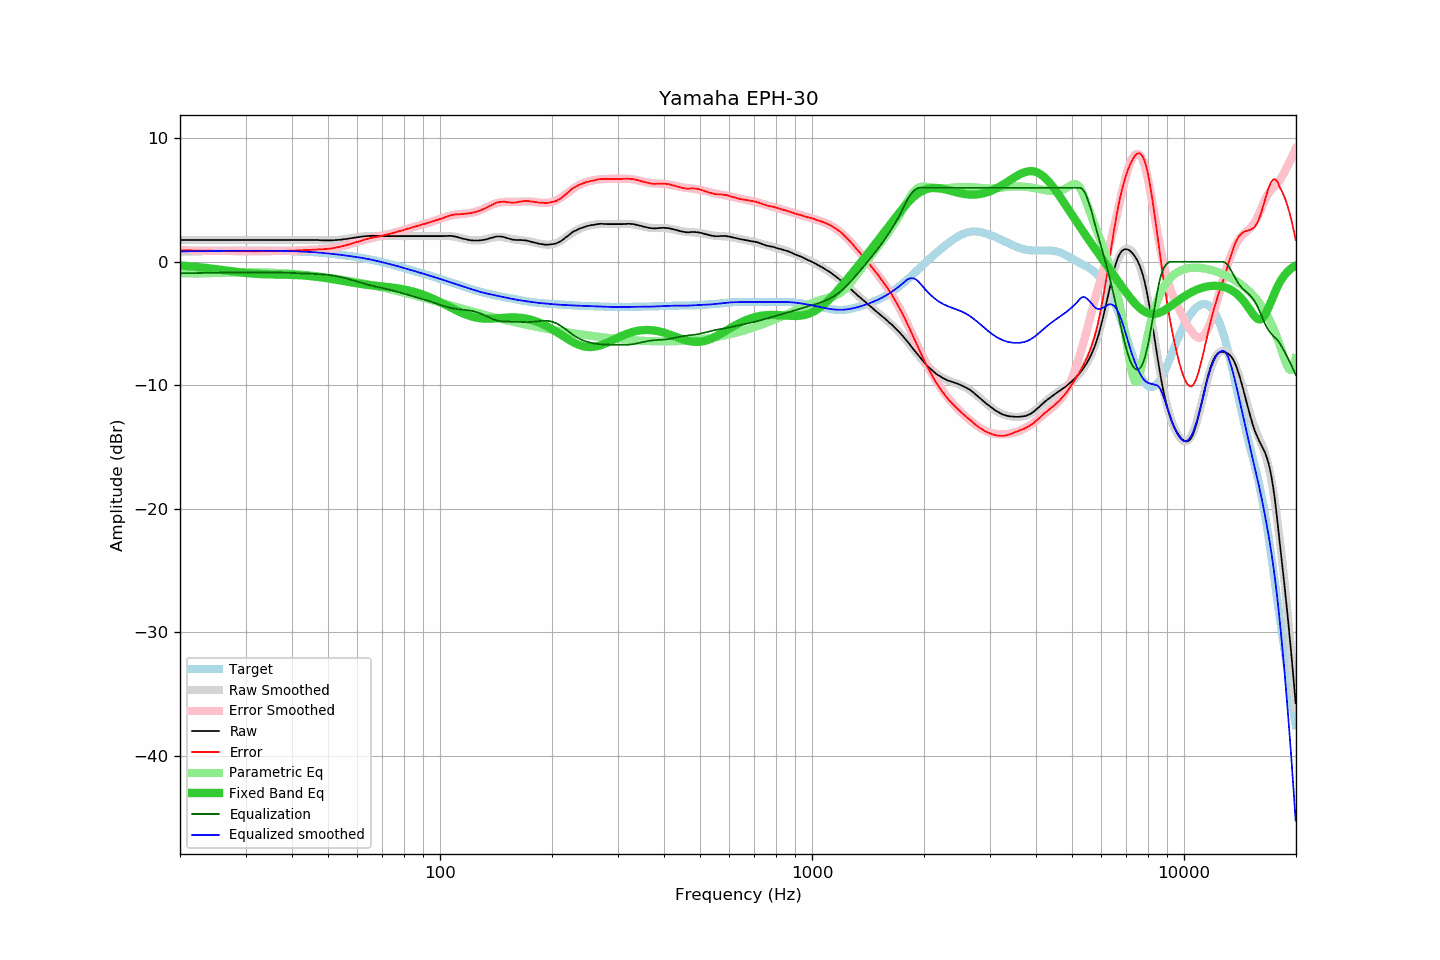 Yamaha EPH-30
10
0
−10
−20
−30
−40
Amplitude (dBr)
Target
Raw Smoothed
Error Smoothed
Raw
Error
Parametric Eq
Fixed Band Eq
Equalization
Equalized smoothed
100
1000
10000
Frequency (Hz)